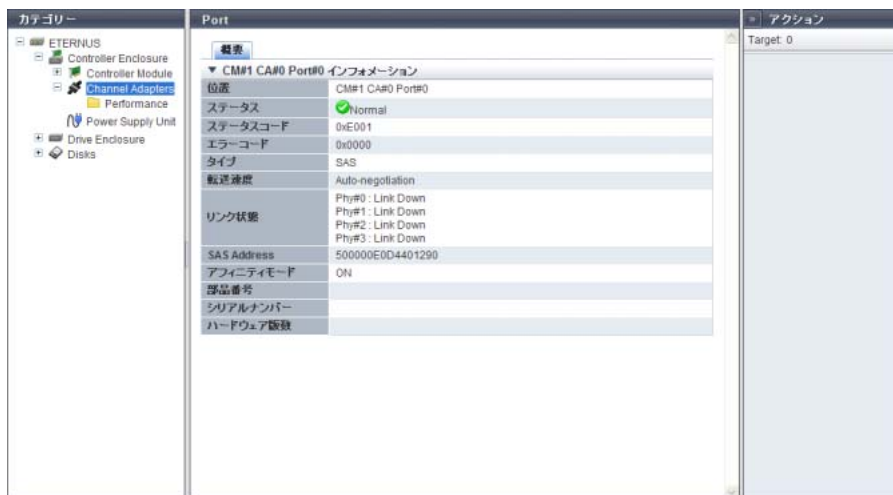 カテゴリー
ETERNUS
Controller Enclosure
Controller Module
Channel Adapters
Performance
Power Supply Unit
Drive Enclosure
Disks
Port
概要
▼ CM#1 CA#0 Port#0 インフォメーション
位置 CM#1 CA#0 Port#0
ステータス Normal
ステータスコード 0xE001
エラーコード 0x0000
タイプ SAS
転送速度 Auto-negotiation
リンク状態 Phy#0 : Link Down
Phy#1 : Link Down
Phy#2 : Link Down
Phy#3 : Link Down
SAS Address 500000E0D4401290
アフィニティモード ON
部品番号
シリアルナンバー
ハードウェア版数
» アクション
Target: 0